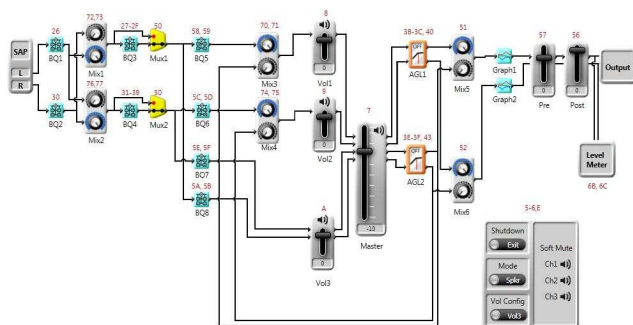 SAP
L
R
26
BQ1
30
BQ2
72,73
Mix1
76,77
Mix2
27-2F
BQ3
31-39
BQ4
50
Mux1
50
Mux2
58, 59
BQ5
5C, 5D
BQ6
5E, 5F
BQ7
5A, 5B
BQ8
70, 71
Mix3
74, 75
Mix4
8
0
Vol1
9
0
Vol2
A
0
Vol3
7
-10
Master
3B-3C, 40
OFF
AGL1
3E-3F, 43
OFF
AGL2
51
Mix5
52
Mix6
Graph1
Graph2
57
0
Pre
56
0
Post
Output
Level
Meter
6B, 6C
5-6,E
Shutdown
Exit
Mode
Spkr
Vol Config
Vol3
Soft Mute
Ch1
Ch2
Ch3